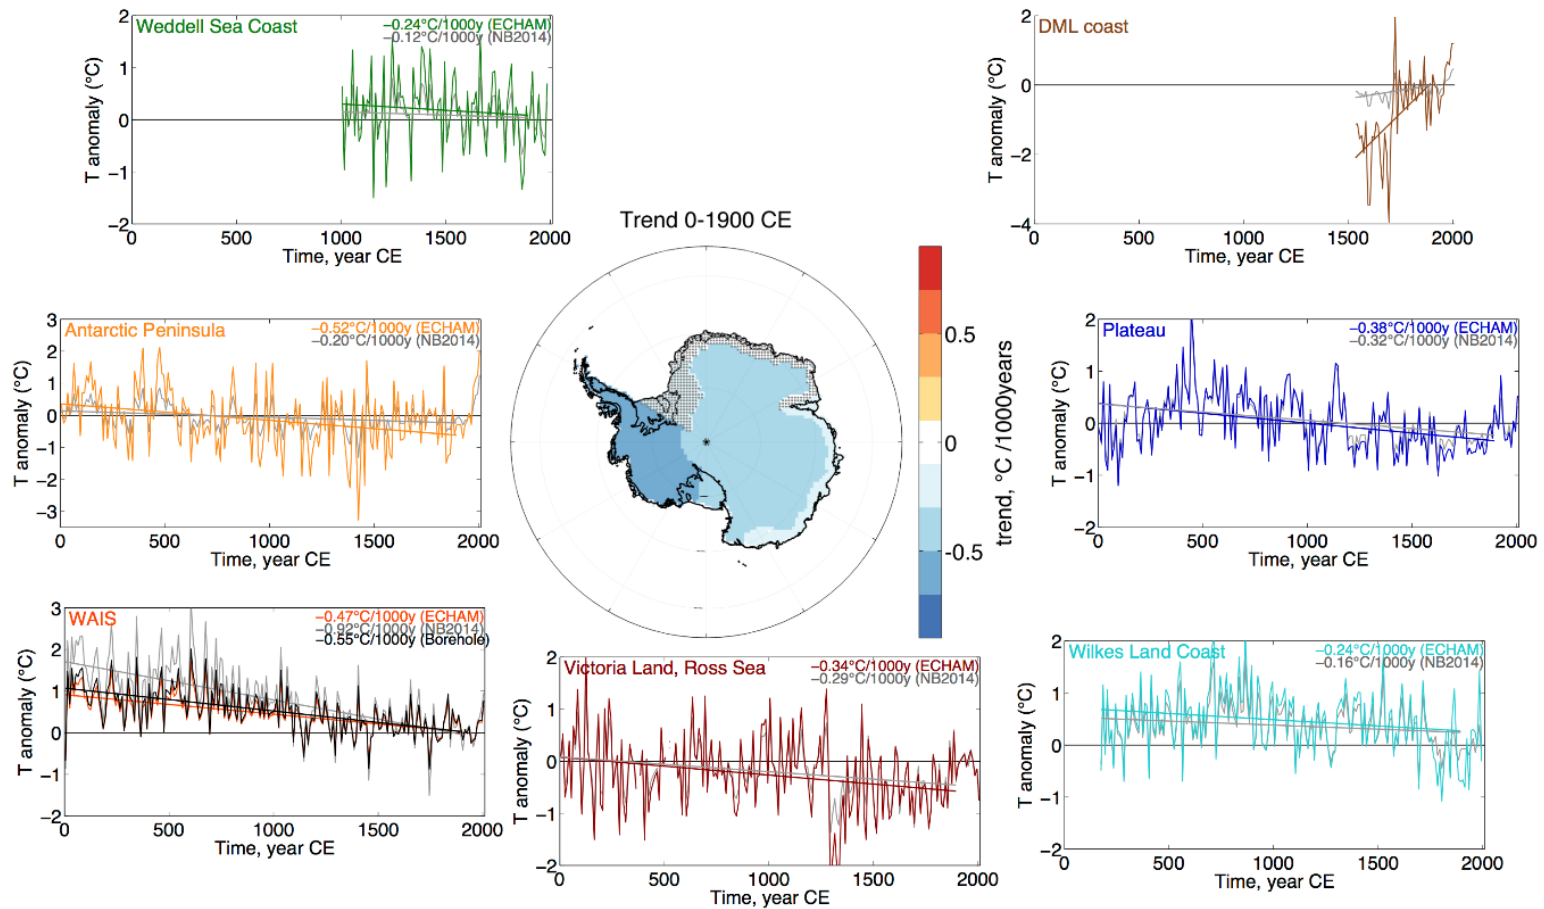 Weddell Sea Coast
−0.24°C/1000y (ECHAM)
−0.12°C/1000y (NB2014)
T anomaly (°C)
2
1
0
−1
−2
0 500 1000 1500 2000
Time, year CE
DML coast
T anomaly (°C)
2
0
−2
−4
0 500 1000 1500 2000
Time, year CE
Trend 0-1900 CE
0.5
0
-0.5
trend, °C /1000years
Antarctic Peninsula
−0.52°C/1000y (ECHAM)
−0.20°C/1000y (NB2014)
T anomaly (°C)
3
2
1
0
−1
−2
−3
0 500 1000 1500 2000
Time, year CE
Plateau
−0.38°C/1000y (ECHAM)
−0.32°C/1000y (NB2014)
T anomaly (°C)
2
1
0
−1
−2
0 500 1000 1500 2000
Time, year CE
WAIS
−0.47°C/1000y (ECHAM)
−0.92°C/1000y (NB2014)
−0.55°C/1000y (Borehole)
T anomaly (°C)
3
2
1
0
−1
−2
0 500 1000 1500 2000
Time, year CE
Victoria Land, Ross Sea
−0.34°C/1000y (ECHAM)
−0.29°C/1000y (NB2014)
T anomaly (°C)
2
1
0
−1
−2
0 500 1000 1500 2000
Time, year CE
Wilkes Land Coast
−0.24°C/1000y (ECHAM)
−0.16°C/1000y (NB2014)
T anomaly (°C)
2
1
0
−1
−2
0 500 1000 1500 2000
Time, year CE